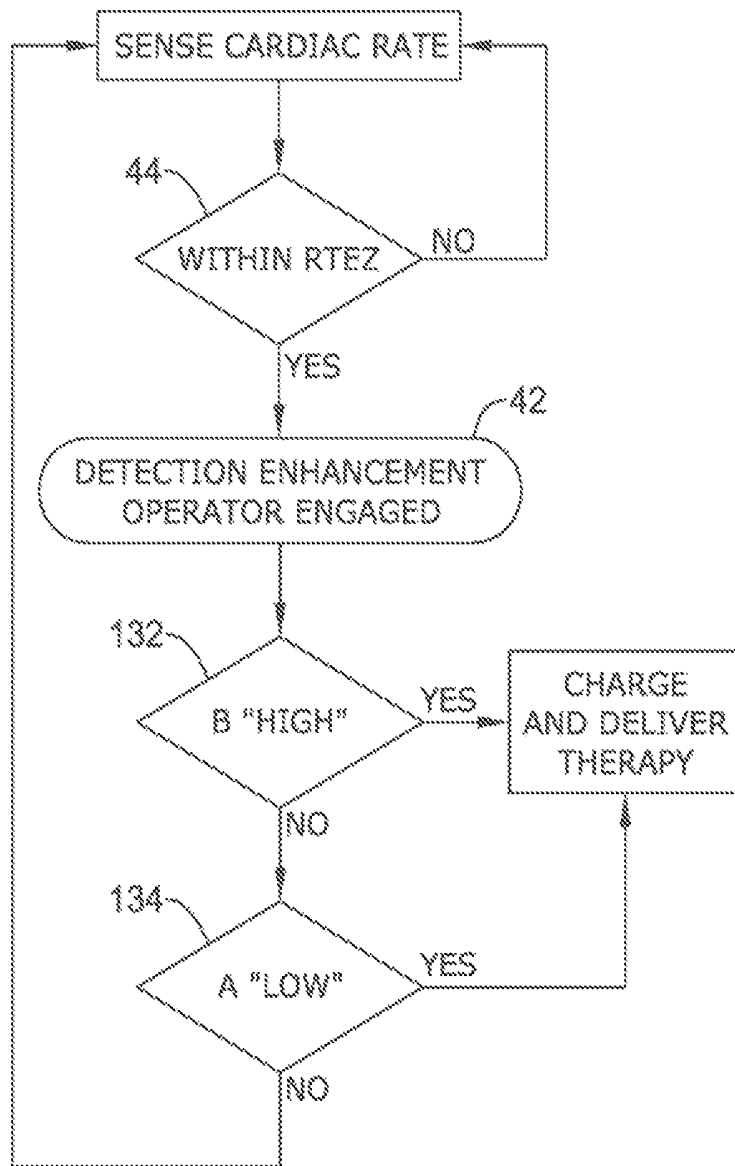 SENSE CARDIAC RATE
44
WITHIN RTEZ
NO
YES
42
DETECTION ENHANCEMENT
OPERATOR ENGAGED
132
B "HIGH"
YES
CHARGE
AND DELIVER
THERAPY
NO
134
A "LOW"
YES
NO